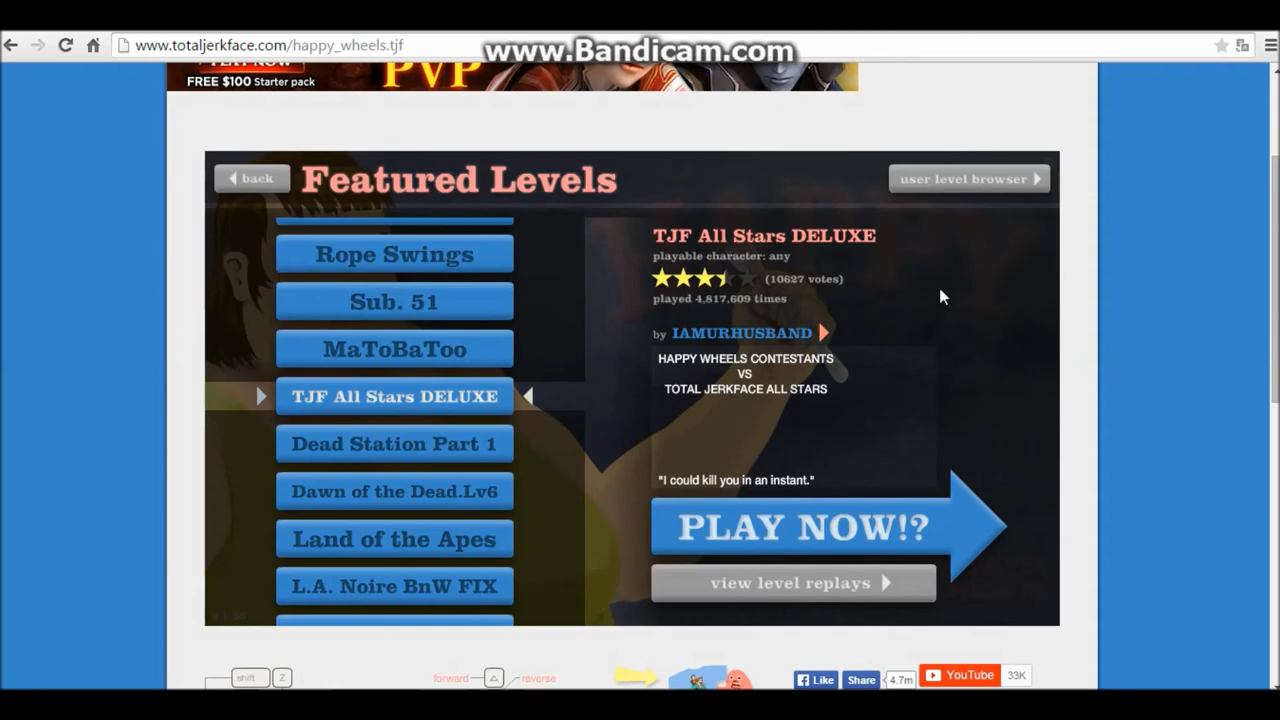 www.totaljerkface.com/happy_wheels.tjf
www.Bandicam.com
PVP
FREE $100 Starter pack
back
Featured Levels
user level browser
Rope Swings
Sub. 51
MaToBaToo
TJF All Stars DELUXE
Dead Station Part 1
Dawn of the Dead.Lv6
Land of the Apes
L.A. Noire BnW FIX
TJF All Stars DELUXE
playable character: any
(10627 votes)
played 4,817,609 times
by IAMURHUSBAND
HAPPY WHEELS CONTESTANTS
VS
TOTAL JERKFACE ALL STARS
"I could kill you in an instant."
PLAY NOW!?
view level replays
shift Z
forward reverse
Like Share 4.7m YouTube 33K